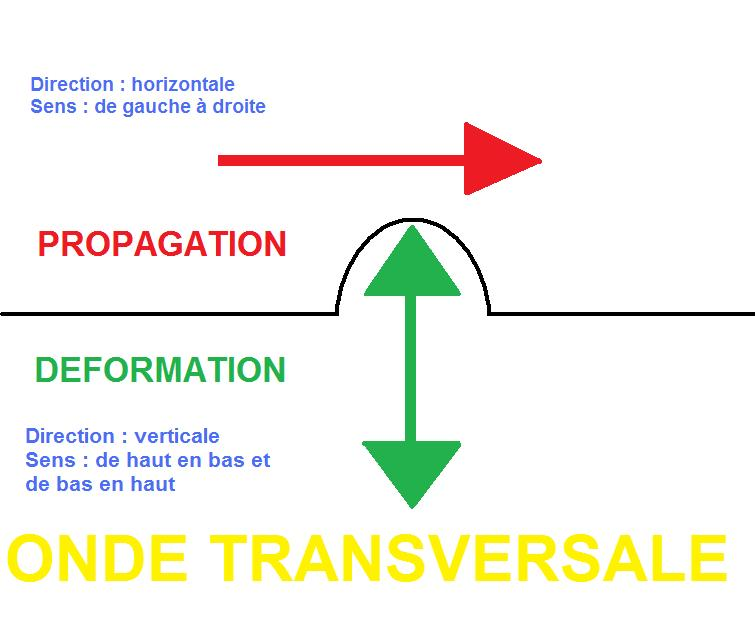 Direction : horizontale
Sens : de gauche à droite
PROPAGATION
DEFORMATION
Direction : verticale
Sens : de haut en bas et
de bas en haut
ONDE TRANSVERSALE